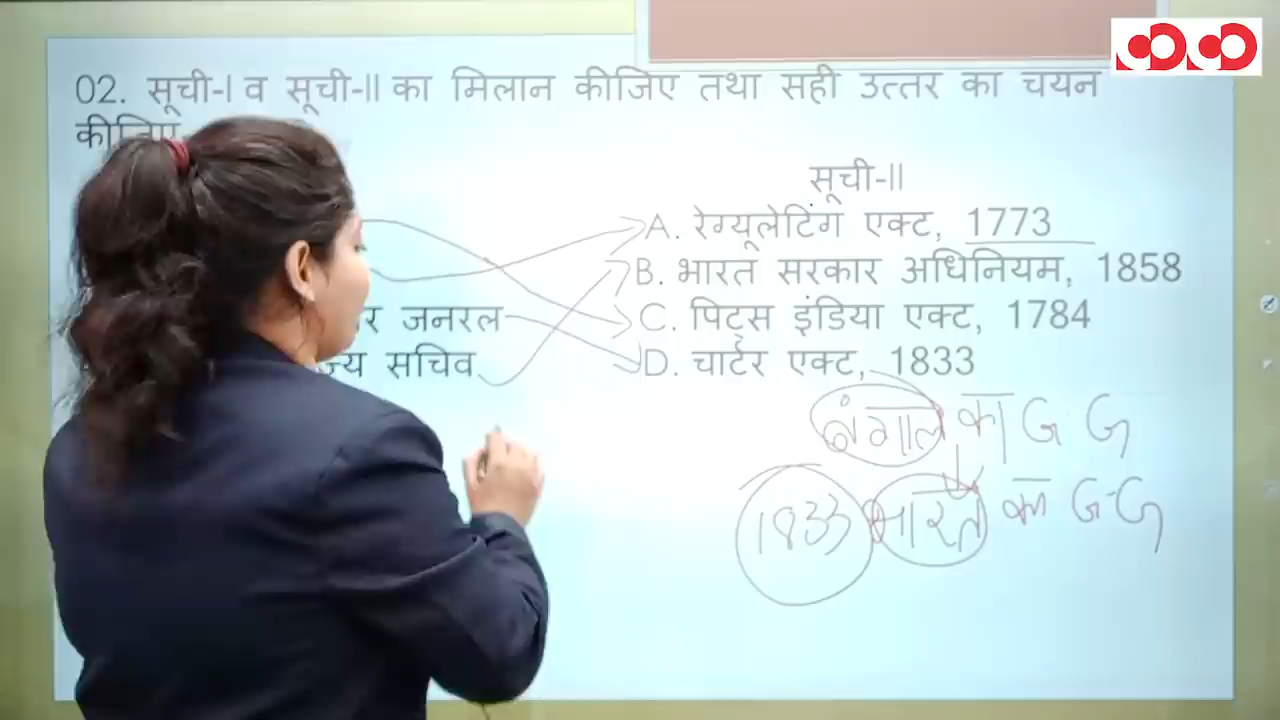 02. सूची-I व सूची-II का मिलान कीजिए तथा सही उत्तर का चयन
कीजिए
सूची-II
A. रेग्यूलेटिंग एक्ट, 1773
B. भारत सरकार अधिनियम, 1858
जनरल C. पिट्स इंडिया एक्ट, 1784
सचिव D. चार्टर एक्ट, 1833
बंगाल का G G
1833 भारत का G-G